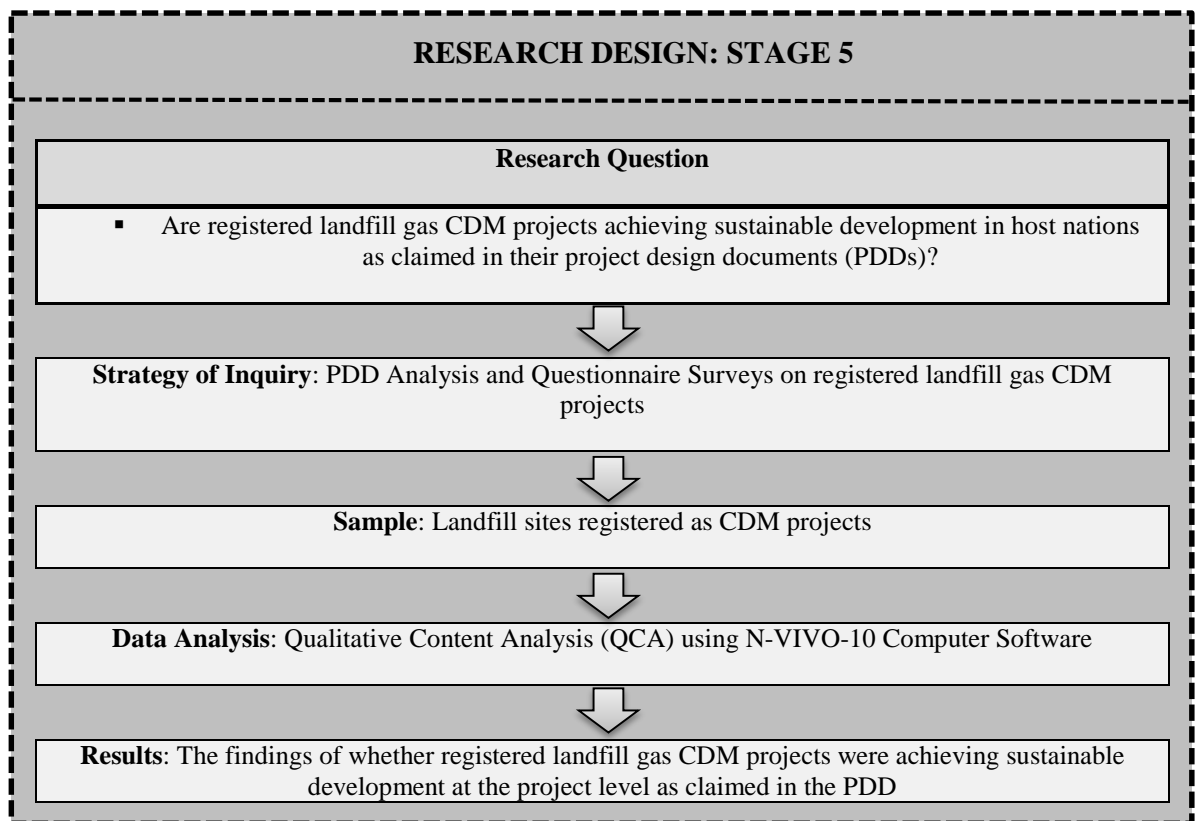 RESEARCH DESIGN: STAGE 5
Research Question
▪ Are registered landfill gas CDM projects achieving sustainable development in host nations
as claimed in their project design documents (PDDs)?
Strategy of Inquiry: PDD Analysis and Questionnaire Surveys on registered landfill gas CDM
projects
Sample: Landfill sites registered as CDM projects
Data Analysis: Qualitative Content Analysis (QCA) using N-VIVO-10 Computer Software
Results: The findings of whether registered landfill gas CDM projects were achieving sustainable
development at the project level as claimed in the PDD